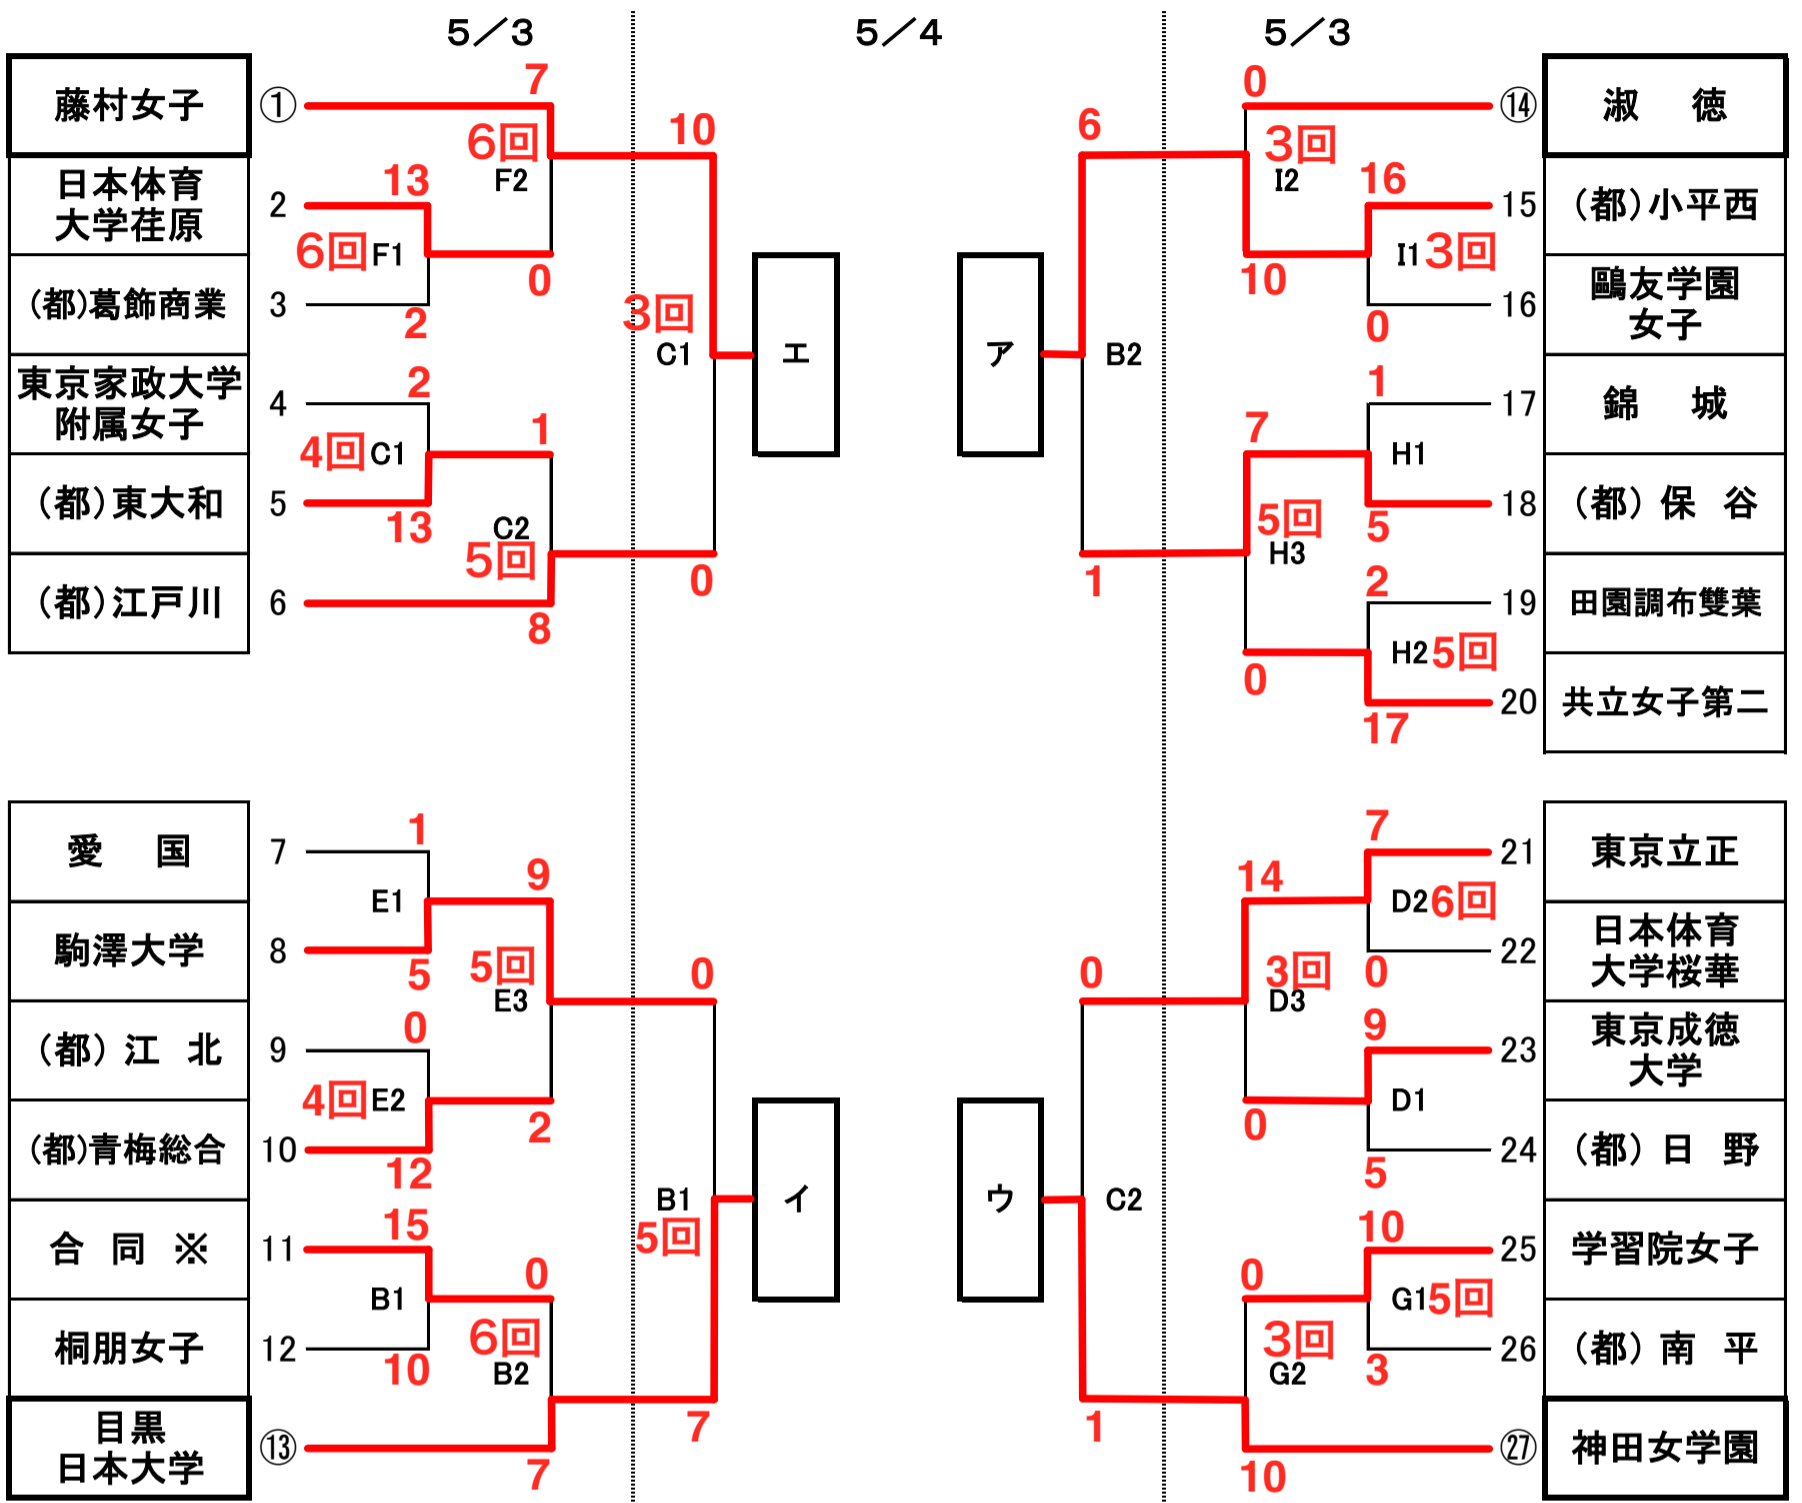 5／3
5／4
5／3
藤村女子
①
7
6回
F2
10
日本体育
大学荏原
2
13
6回
F1
0
(都)葛飾商業
3
2
東京家政大学
附属女子
4
2
4回
C1
1
(都)東大和
5
13
C2
5回
(都)江戸川
6
8
3回
C1
0
エ
愛 国
7
1
E1
9
駒澤大学
8
5
5回
E3
(都) 江 北
9
0
4回
E2
2
(都)青梅総合
10
12
合 同 ※
11
15
B1
0
桐朋女子
12
10
6回
B2
目黒
日本大学
⑬
7
0
B1
5回
7
イ
ア
6
B2
1
0
3回
I2
⑭
淑 徳
16
15
(都)小平西
10
I1
3回
0
16
鷗友学園
女子
1
17
錦 城
7
H1
5回
H3
5
18
(都) 保 谷
2
19
田園調布雙葉
0
H2
5回
17
20
共立女子第二
ウ
0
C2
1
7
21
東京立正
14
D2
6回
3回
D3
0
22
日本体育
大学桜華
9
23
東京成徳
大学
0
D1
5
24
(都) 日 野
10
25
学習院女子
0
G1
5回
3回
G2
3
26
(都) 南 平
10
㉗
神田女学園